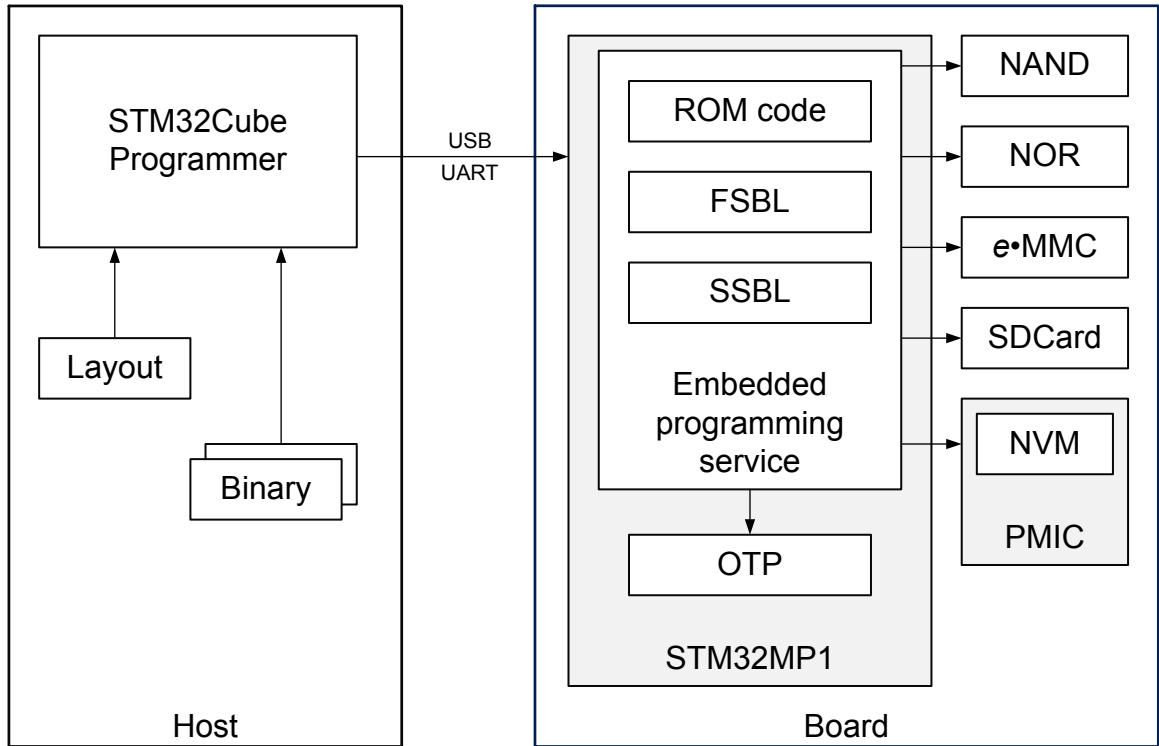 STM32Cube
Programmer
Layout
Binary
Host
USB
UART
ROM code
FSBL
SSBL
Embedded
programming
service
OTP
STM32MP1
NAND
NOR
e•MMC
SDCard
NVM
PMIC
Board